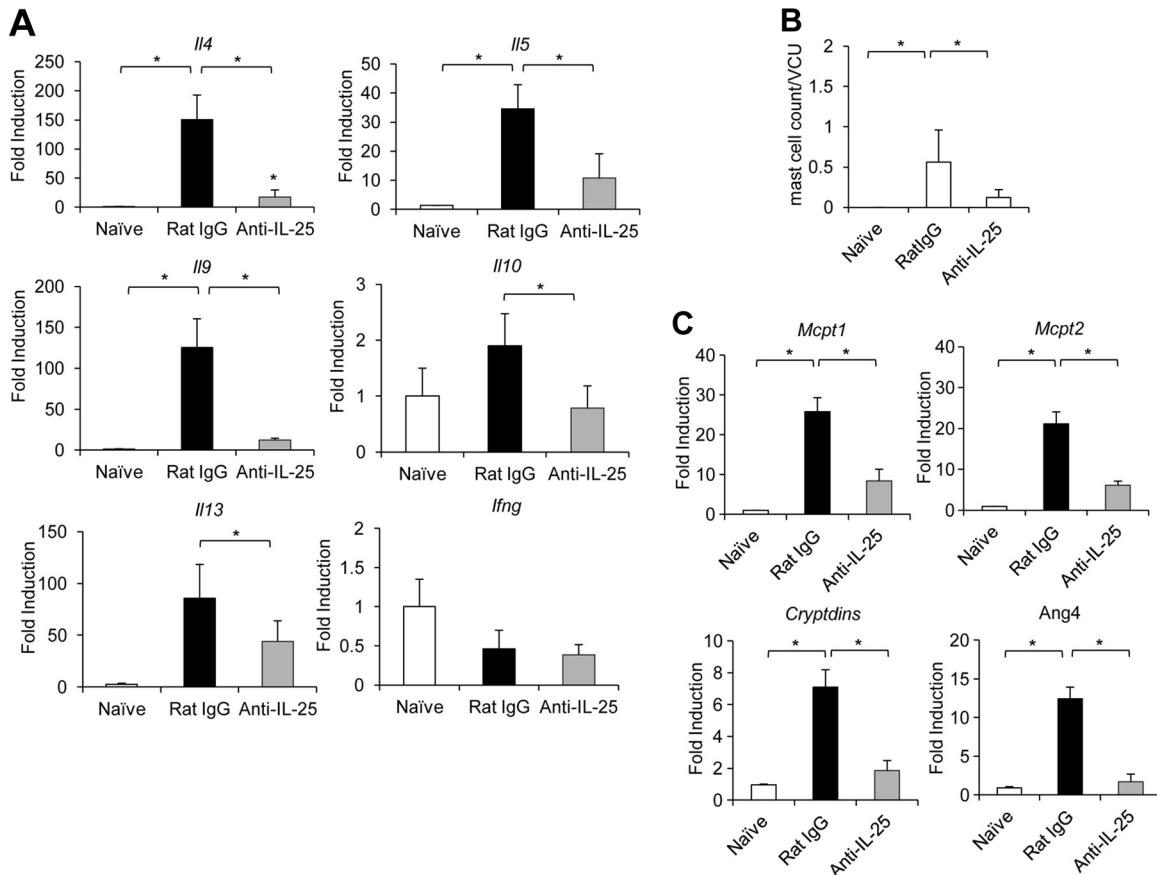 A
Il4
* *
Fold Induction
250
200
150
100
50
0
*
Naïve Rat IgG Anti-IL-25
Il5
* *
Fold Induction
50
40
30
20
10
0
Naïve Rat IgG Anti-IL-25
Il9
* *
Fold Induction
150
125
100
75
50
25
0
Naïve Rat IgG Anti-IL-25
Il10
*
Fold Induction
3
2
1
0
Naïve Rat IgG Anti-IL-25
Il13
*
Fold Induction
150
100
50
0
Naïve Rat IgG Anti-IL-25
Ifng
Fold Induction
2
1.5
1
0.5
0
Naïve Rat IgG Anti-IL-25
B
* *
mast cell count/VCU
2
1.5
1
0.5
0
Naïve RatIgG Anti-IL-25
C
Mcpt1
* *
Fold Induction
40
30
20
10
0
Naïve Rat IgG Anti-IL-25
Mcpt2
* *
Fold Induction
40
30
20
10
0
Naïve Rat IgG Anti-IL-25
Cryptdins
* *
Fold Induction
10
8
6
4
2
0
Naïve Rat IgG Anti-IL-25
Ang4
* *
Fold Induction
20
15
10
5
0
Naïve Rat IgG Anti-IL-25